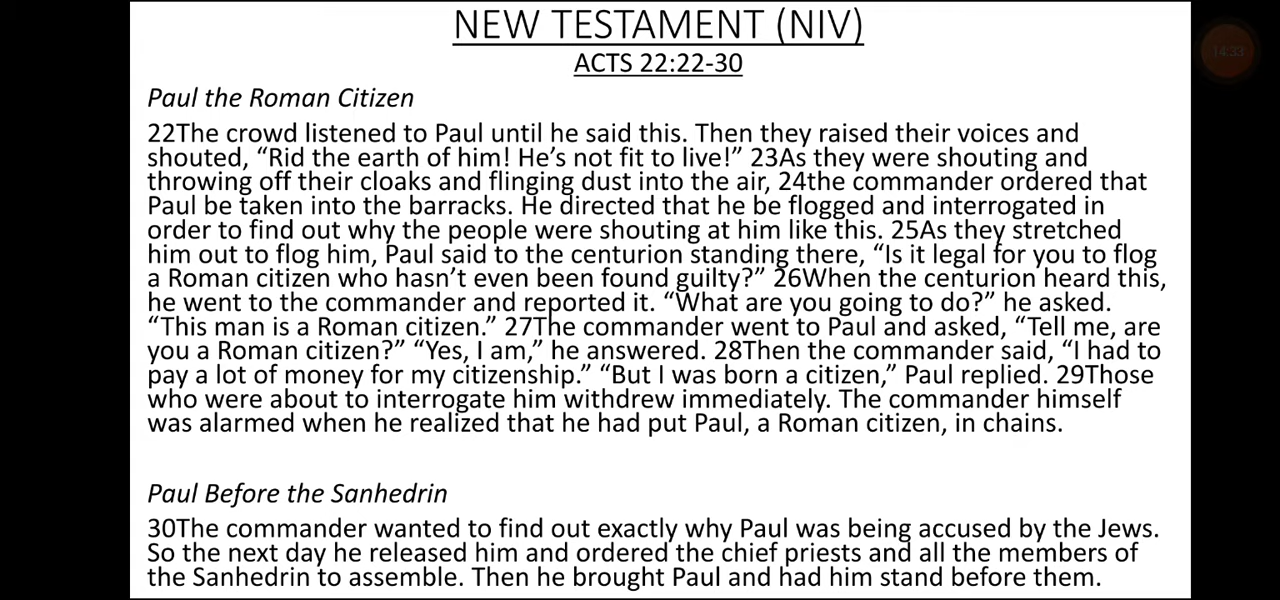 NEW TESTAMENT (NIV)
ACTS 22:22-30
Paul the Roman Citizen
22The crowd listened to Paul until he said this. Then they raised their voices and
shouted, “Rid the earth of him! He’s not fit to live!” 23As they were shouting and
throwing off their cloaks and flinging dust into the air, 24the commander ordered that
Paul be taken into the barracks. He directed that he be flogged and interrogated in
order to find out why the people were shouting at him like this. 25As they stretched
him out to flog him, Paul said to the centurion standing there, “Is it legal for you to flog
a Roman citizen who hasn’t even been found guilty?” 26When the centurion heard this,
he went to the commander and reported it. “What are you going to do?” he asked.
“This man is a Roman citizen.” 27The commander went to Paul and asked, “Tell me, are
you a Roman citizen?” “Yes, I am,” he answered. 28Then the commander said, “I had to
pay a lot of money for my citizenship.” “But I was born a citizen,” Paul replied. 29Those
who were about to interrogate him withdrew immediately. The commander himself
was alarmed when he realized that he had put Paul, a Roman citizen, in chains.
Paul Before the Sanhedrin
30The commander wanted to find out exactly why Paul was being accused by the Jews.
So the next day he released him and ordered the chief priests and all the members of
the Sanhedrin to assemble. Then he brought Paul and had him stand before them.
14:33